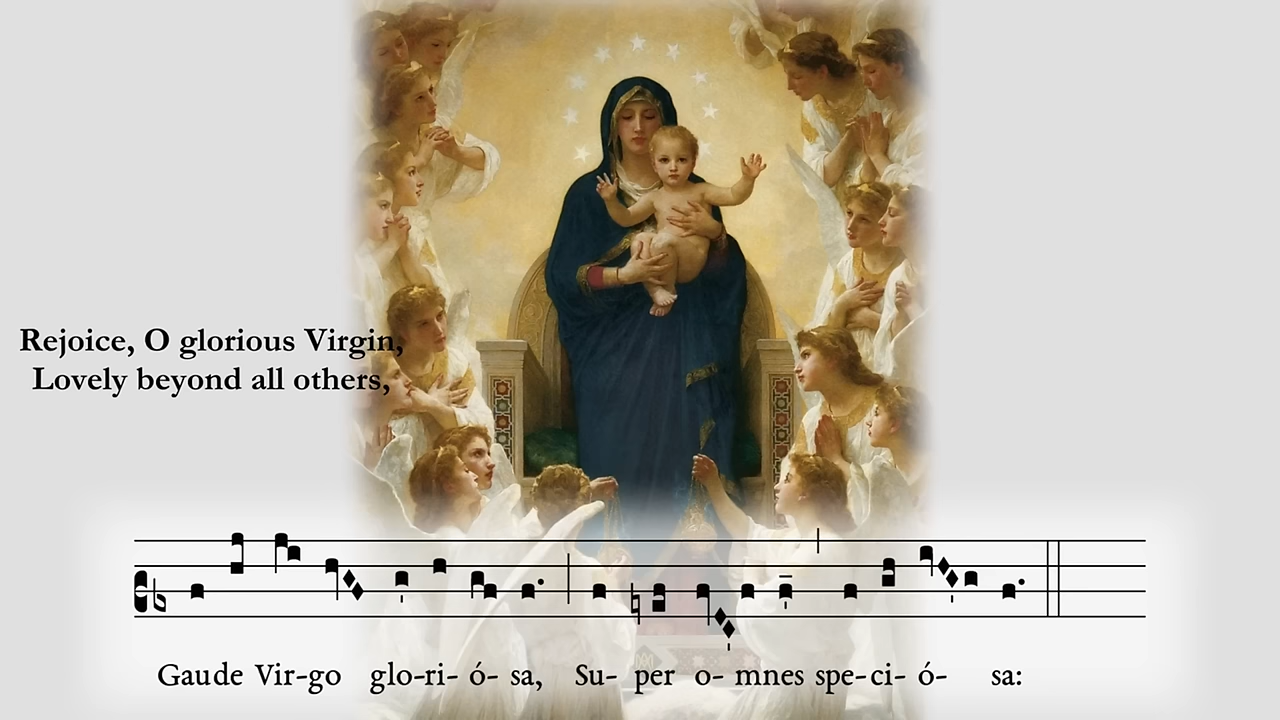 Rejoice, O glorious Virgin,
Lovely beyond all others,
Gaude Vir-go glo-ri- ó- sa, Su- per o- mnes spe-ci- ó- sa: